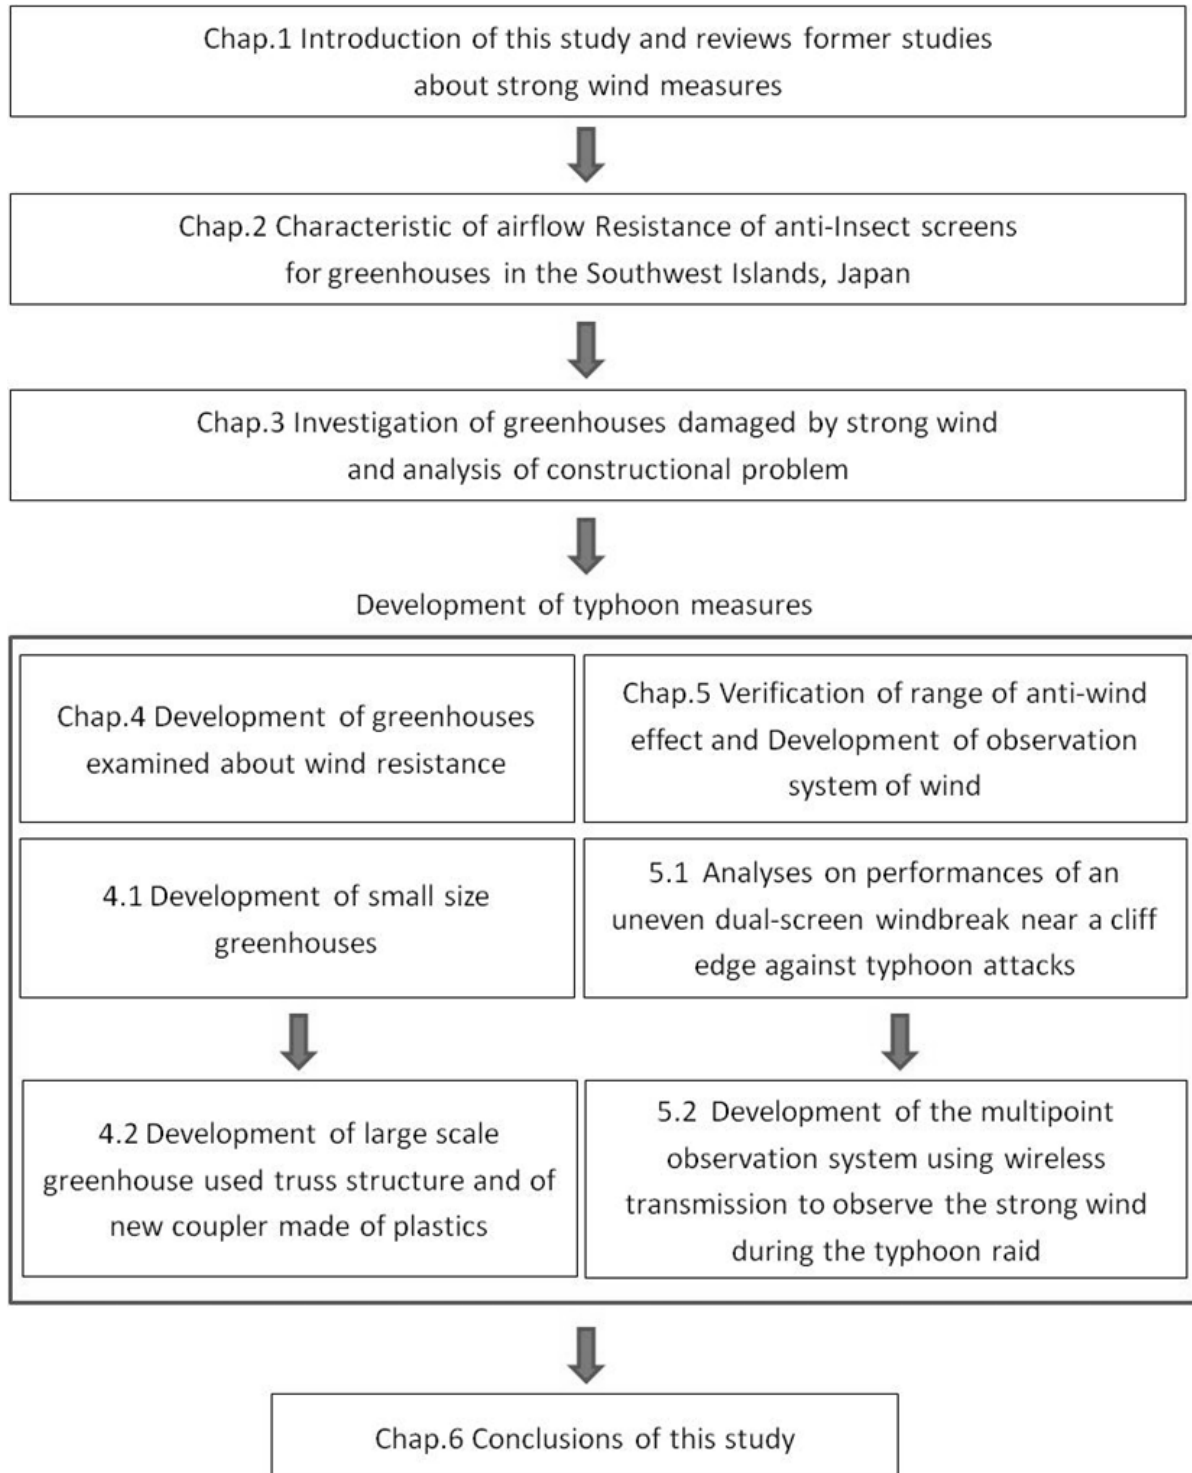 Chap.1 Introduction of this study and reviews former studies
about strong wind measures
Chap.2 Characteristic of airflow Resistance of anti-Insect screens
for greenhouses in the Southwest Islands, Japan
Chap.3 Investigation of greenhouses damaged by strong wind
and analysis of constructional problem
Development of typhoon measures
Chap.4 Development of greenhouses
examined about wind resistance
4.1 Development of small size
greenhouses
4.2 Development of large scale
greenhouse used truss structure and of
new coupler made of plastics
Chap.5 Verification of range of anti-wind
effect and Development of observation
system of wind
5.1 Analyses on performances of an
uneven dual-screen windbreak near a cliff
edge against typhoon attacks
5.2 Development of the multipoint
observation system using wireless
transmission to observe the strong wind
during the typhoon raid
Chap.6 Conclusions of this study